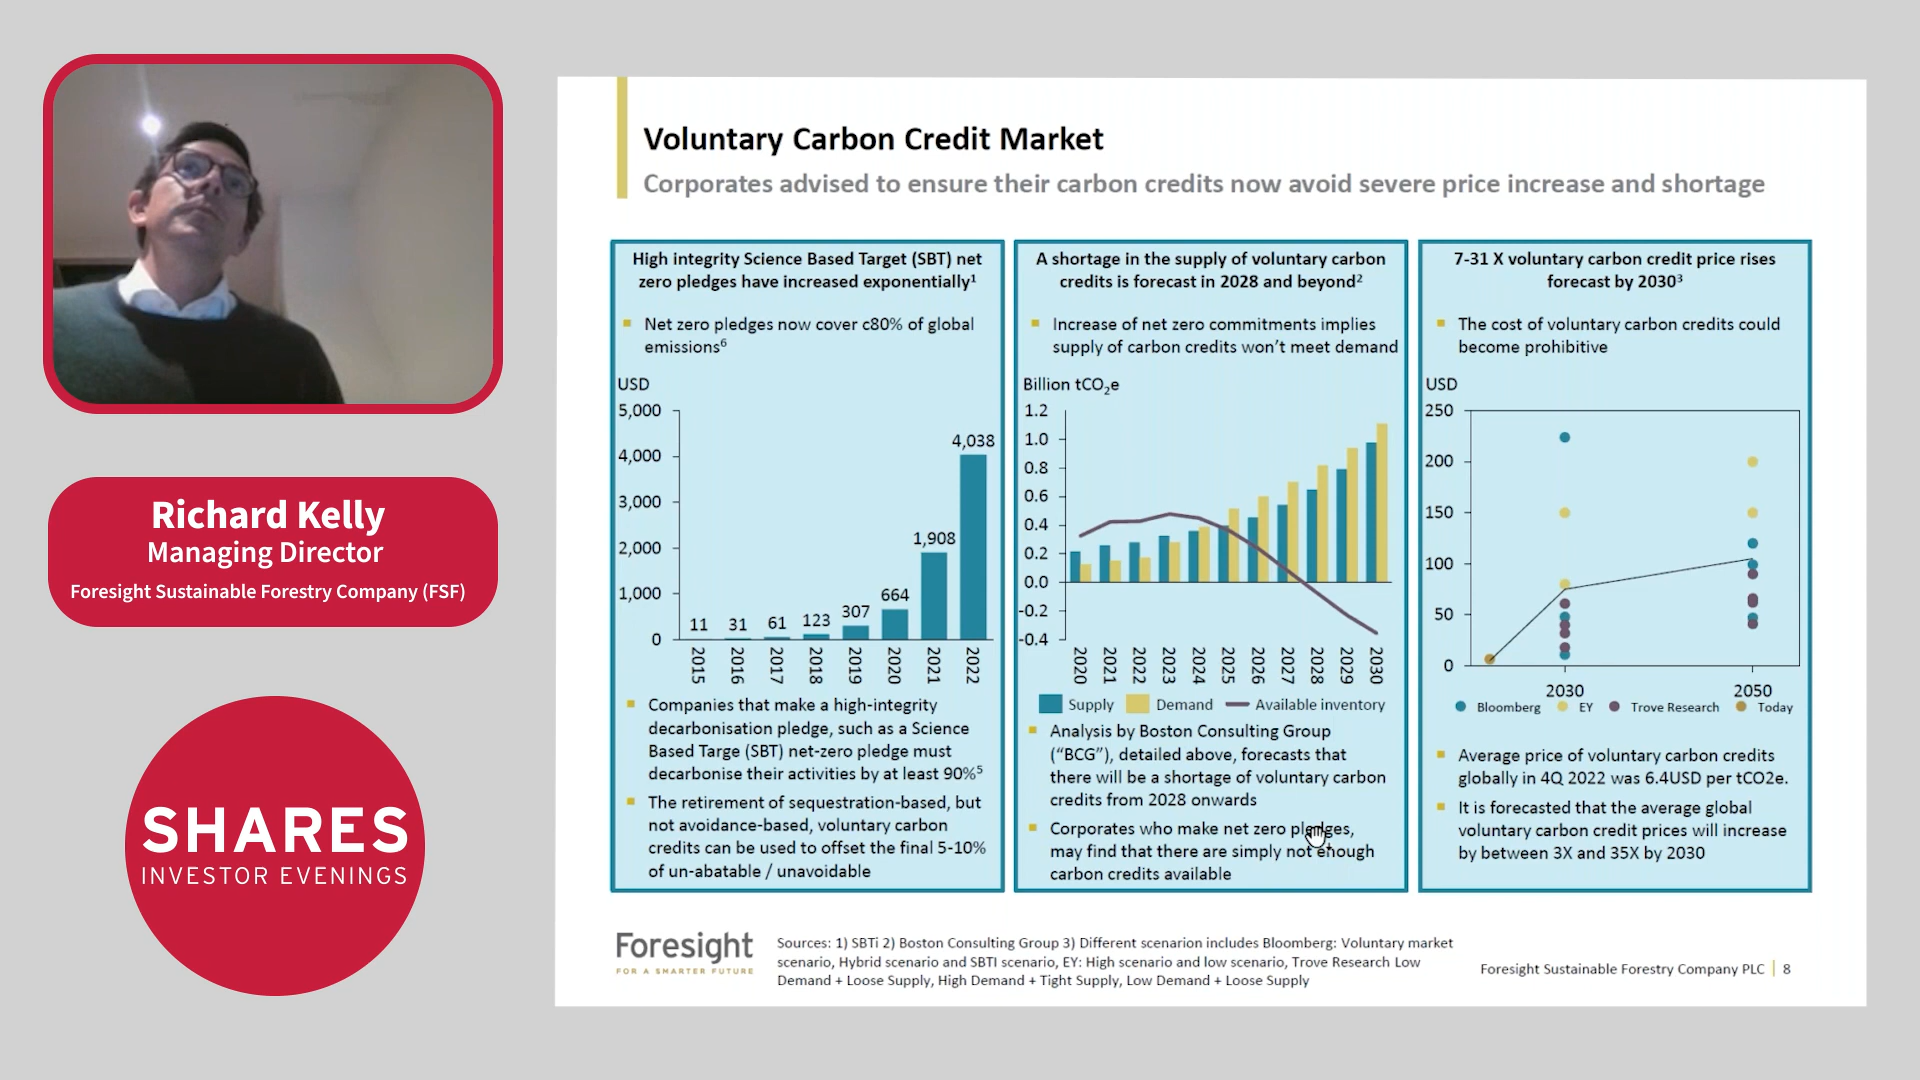 Richard Kelly
Managing Director
Foresight Sustainable Forestry Company (FSF)
SHARES
INVESTOR EVENINGS
Voluntary Carbon Credit Market
Corporates advised to ensure their carbon credits now avoid severe price increase and shortage
High integrity Science Based Target (SBT) net
zero pledges have increased exponentially¹
Net zero pledges now cover c80% of global
emissions⁶
USD
5,000
4,000
3,000
2,000
1,000
0
11
31
61
123
307
664
1,908
4,038
2015
2016
2017
2018
2019
2020
2021
2022
Companies that make a high-integrity
decarbonisation pledge, such as a Science
Based Targe (SBT) net-zero pledge must
decarbonise their activities by at least 90%⁵
The retirement of sequestration-based, but
not avoidance-based, voluntary carbon
credits can be used to offset the final 5-10%
of un-abatable / unavoidable
A shortage in the supply of voluntary carbon
credits is forecast in 2028 and beyond²
Increase of net zero commitments implies
supply of carbon credits won't meet demand
Billion tCO₂e
1.2
1.0
0.8
0.6
0.4
0.2
0.0
-0.2
-0.4
2020
2021
2022
2023
2024
2025
2026
2027
2028
2029
2030
Supply Demand Available inventory
Analysis by Boston Consulting Group
("BCG"), detailed above, forecasts that
there will be a shortage of voluntary carbon
credits from 2028 onwards
Corporates who make net zero pledges,
may find that there are simply not enough
carbon credits available
7-31 X voluntary carbon credit price rises
forecast by 2030³
The cost of voluntary carbon credits could
become prohibitive
USD
250
200
150
100
50
0
2030
2050
Bloomberg EY Trove Research Today
Average price of voluntary carbon credits
globally in 4Q 2022 was 6.4USD per tCO2e.
It is forecasted that the average global
voluntary carbon credit prices will increase
by between 3X and 35X by 2030
Foresight
FOR A SMARTER FUTURE
Sources: 1) SBTi 2) Boston Consulting Group 3) Different scenarion includes Bloomberg: Voluntary market
scenario, Hybrid scenario and SBTI scenario, EY: High scenario and low scenario, Trove Research Low
Demand + Loose Supply, High Demand + Tight Supply, Low Demand + Loose Supply
Foresight Sustainable Forestry Company PLC | 8